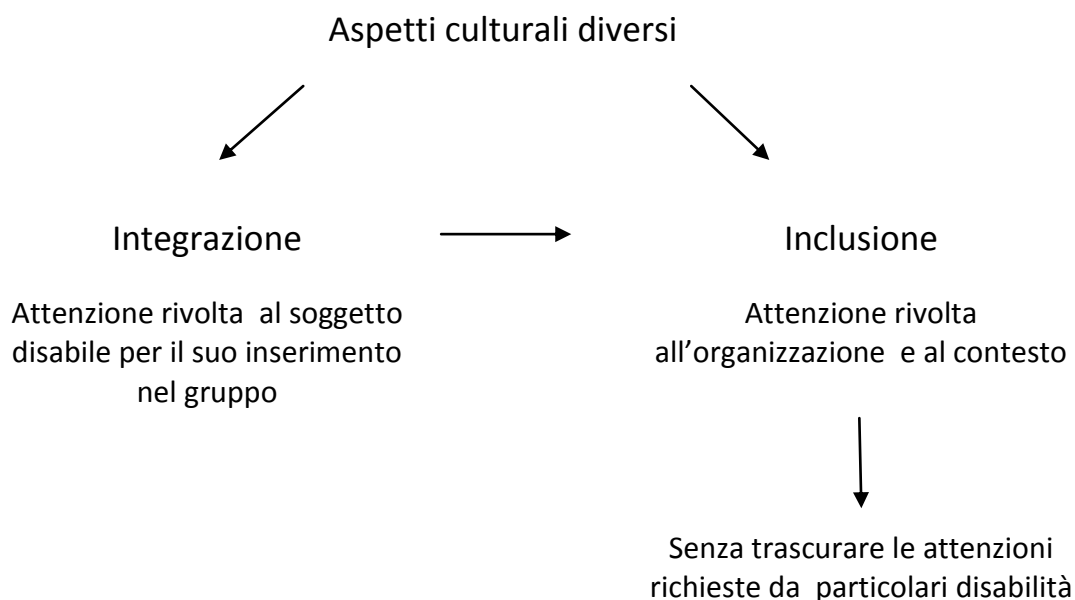 Aspetti culturali diversi
Integrazione
Attenzione rivolta  al soggetto
disabile per il suo inserimento
nel gruppo
Inclusione
Attenzione rivolta
all’organizzazione  e al contesto
Senza trascurare le attenzioni
richieste da  particolari disabilità